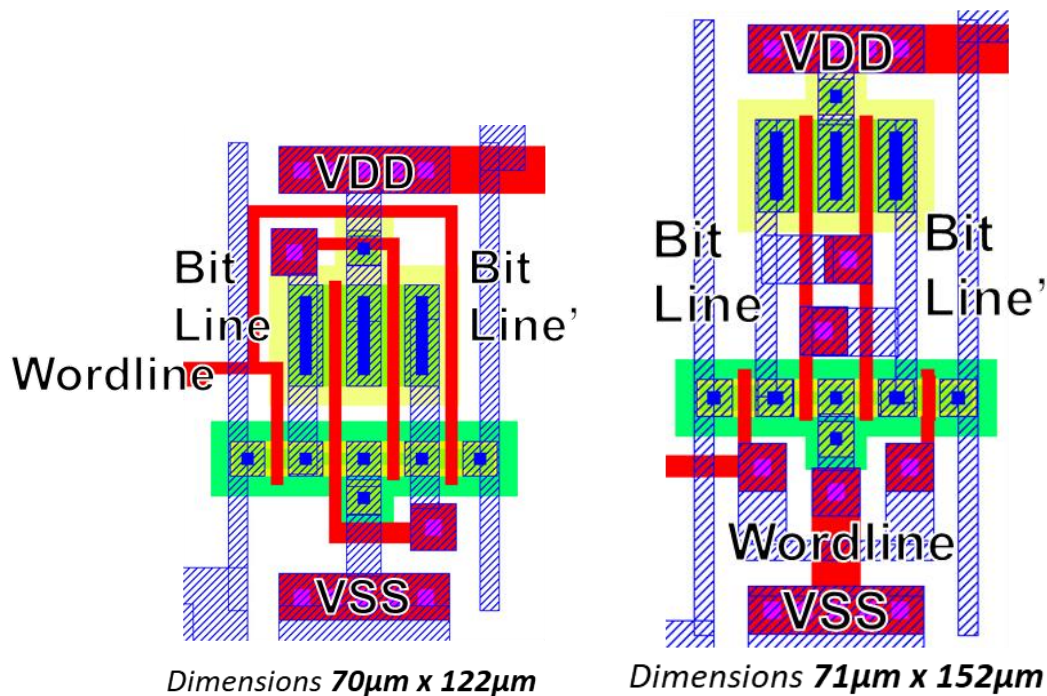 VDD
Bit
Line
Bit
Line’
Wordline
VSS
Dimensions 70μm x 122μm
VDD
Bit
Line
Bit
Line’
Wordline
VSS
Dimensions 71μm x 152μm